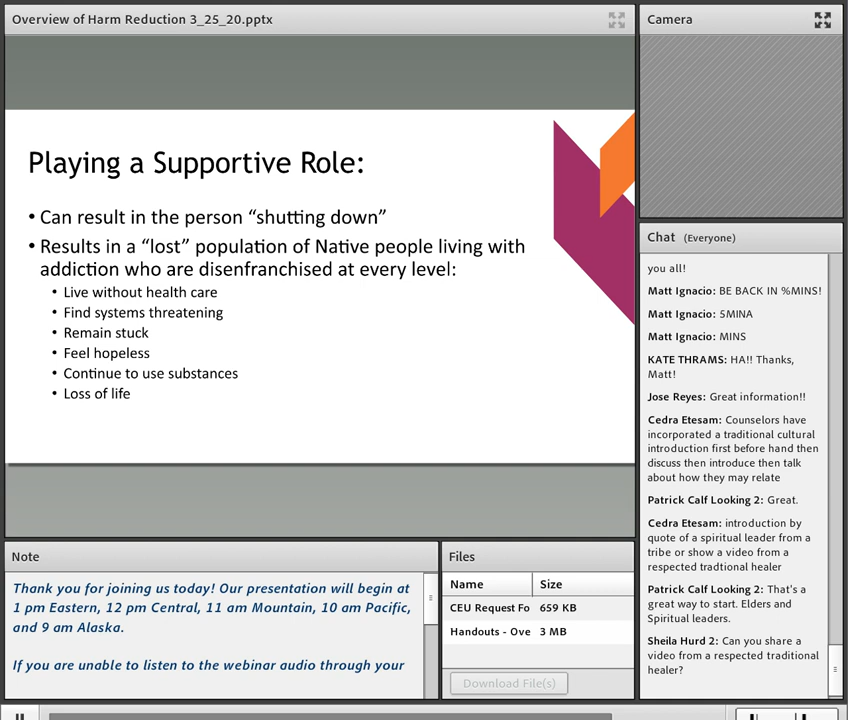 Overview of Harm Reduction 3_25_20.pptx
Playing a Supportive Role:
• Can result in the person “shutting down”
• Results in a “lost” population of Native people living with
addiction who are disenfranchised at every level:
• Live without health care
• Find systems threatening
• Remain stuck
• Feel hopeless
• Continue to use substances
• Loss of life
Camera
Chat (Everyone)
you all!
Matt Ignacio: BE BACK IN %MINS!
Matt Ignacio: 5MINA
Matt Ignacio: MINS
KATE THRAMS: HA!! Thanks,
Matt!
Jose Reyes: Great information!!
Cedra Etesam: Counselors have
incorporated a traditional cultural
introduction first before hand then
discuss then introduce then talk
about how they may relate
Patrick Calf Looking 2: Great.
Cedra Etesam: introduction by
quote of a spiritual leader from a
tribe or show a video from a
respected tradtional healer
Patrick Calf Looking 2: That's a
great way to start. Elders and
Spiritual leaders.
Sheila Hurd 2: Can you share a
video from a respected traditional
healer?
Note
Thank you for joining us today! Our presentation will begin at
1 pm Eastern, 12 pm Central, 11 am Mountain, 10 am Pacific,
and 9 am Alaska.
If you are unable to listen to the webinar audio through your
Files
Name Size
CEU Request Fo 659 KB
Handouts - Ove 3 MB
Download File(s)